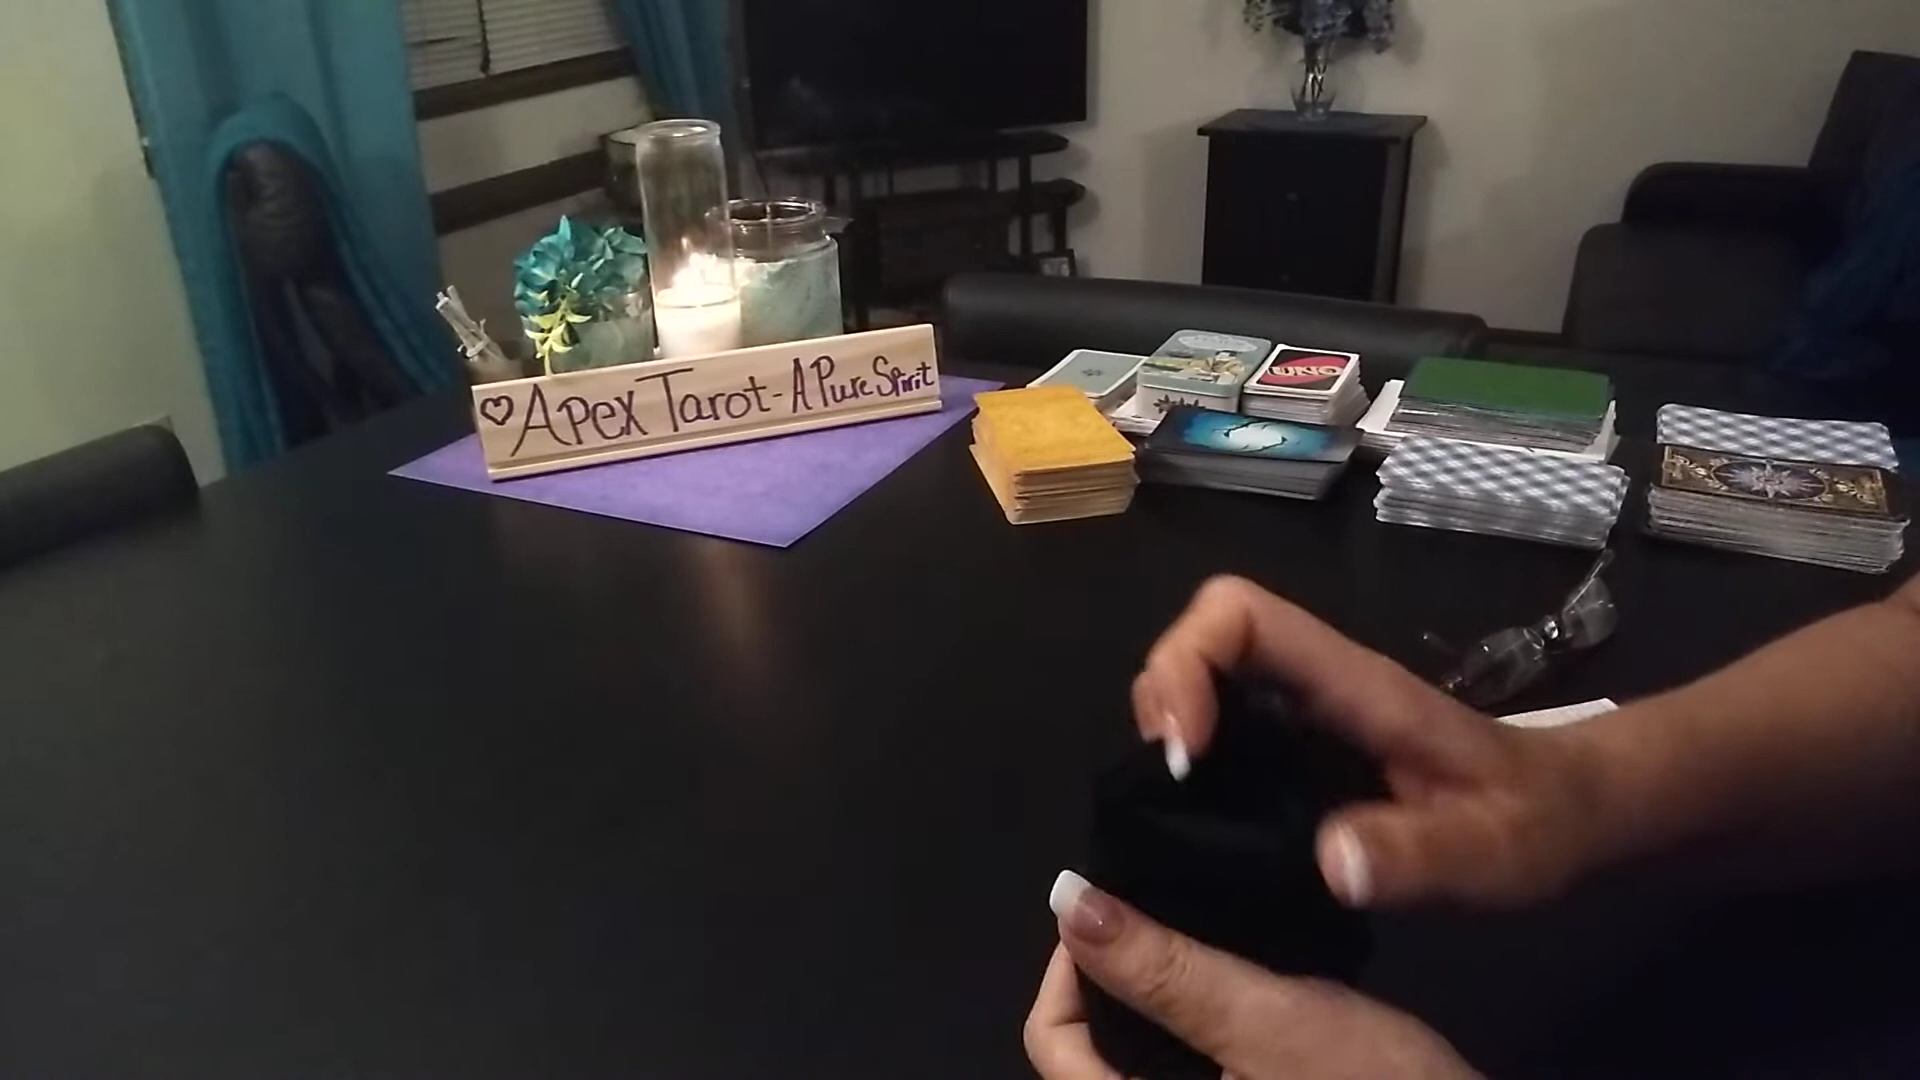 ♡Apex Tarot-A Pure Spirit
UNO